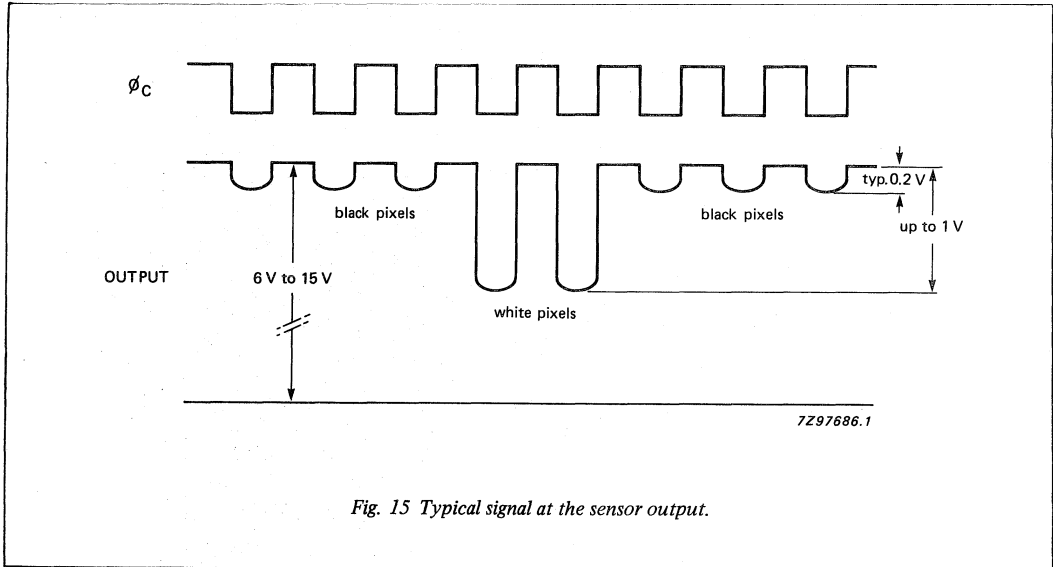 ØC
typ.0.2 V
black pixels
black pixels
up to 1 V
OUTPUT
6 V to 15 V
white pixels
7Z97686.1
Fig. 15 Typical signal at the sensor output.